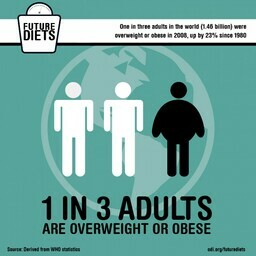 FUTURE
DIETS
One in three adults in the world (1.46 billion) were
overweight or obese in 2008, up by 23% since 1980
1 IN 3 ADULTS
ARE OVERWEIGHT OR OBESE
Source: Derived from WHO statistics
odi.org/futurediets